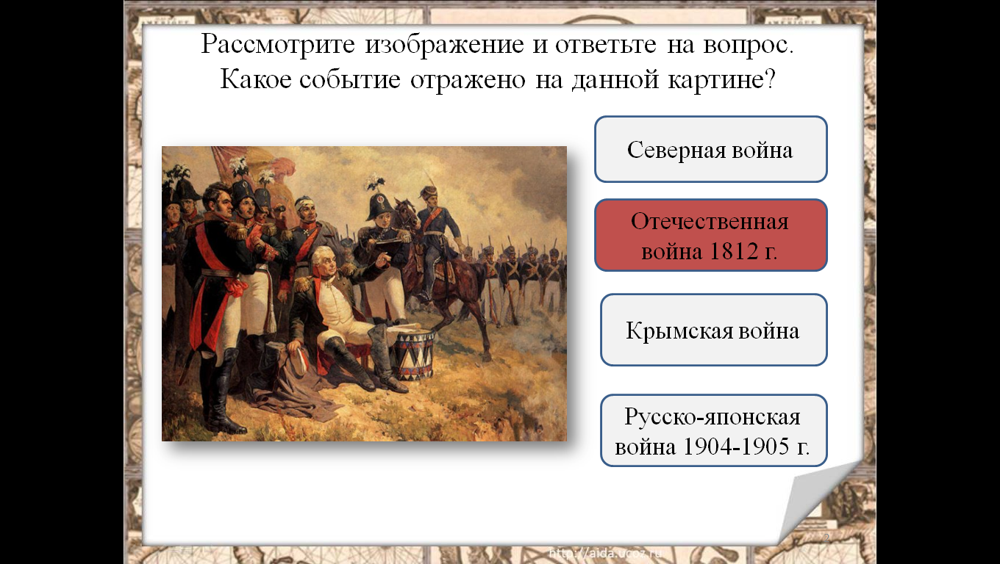 Рассмотрите изображение и ответьте на вопрос.
Какое событие отражено на данной картине?
Северная война
Отечественная
война 1812 г.
Крымская война
Русско-японская
война 1904-1905 г.
2
http://aida.ucoz.ru